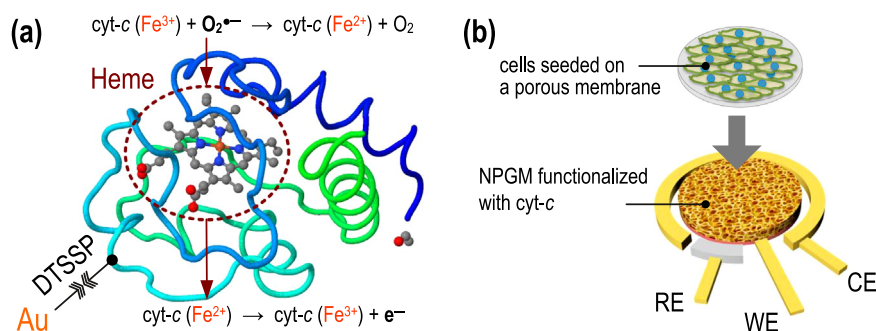 (a)
cyt-c (Fe³⁺) + O₂•– → cyt-c (Fe²⁺) + O₂
Heme
DTSSP
Au
cyt-c (Fe²⁺) → cyt-c (Fe³⁺) + e–
(b)
cells seeded on
a porous membrane
NPGM functionalized
with cyt-c
RE
WE
CE